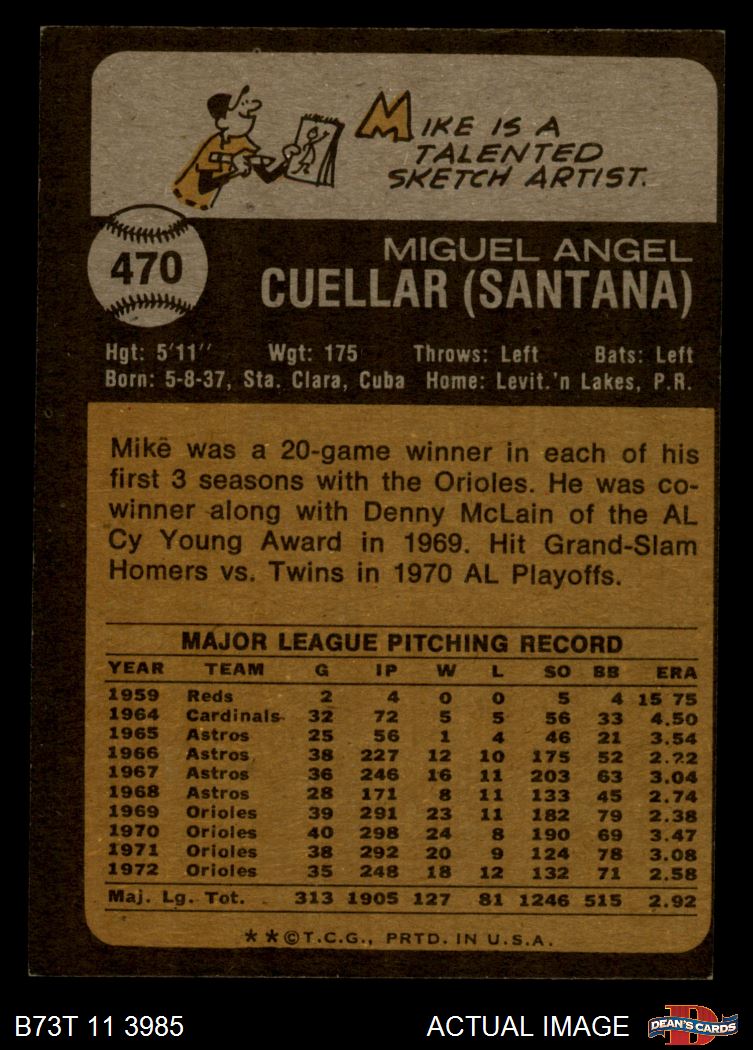 MIKE IS A
TALENTED
SKETCH ARTIST.
470
MIGUEL ANGEL
CUELLAR (SANTANA)
Hgt: 5'11" Wgt: 175 Throws: Left Bats: Left
Born: 5-8-37, Sta. Clara, Cuba Home: Levit.'n Lakes, P.R.
Mike was a 20-game winner in each of his
first 3 seasons with the Orioles. He was co-
winner along with Denny McLain of the AL
Cy Young Award in 1969. Hit Grand-Slam
Homers vs. Twins in 1970 AL Playoffs.
MAJOR LEAGUE PITCHING RECORD
YEAR TEAM G IP W L SO BB ERA
1959 Reds 2 4 0 0 5 4 15 75
1964 Cardinals 32 72 5 5 56 33 4.50
1965 Astros 25 56 1 4 46 21 3.54
1966 Astros 38 227 12 10 175 52 2.22
1967 Astros 36 246 16 11 203 63 3.04
1968 Astros 28 171 8 11 133 45 2.74
1969 Orioles 39 291 23 11 182 79 2.38
1970 Orioles 40 298 24 8 190 69 3.47
1971 Orioles 38 292 20 9 124 78 3.08
1972 Orioles 35 248 18 12 132 71 2.58
Maj. Lg. Tot. 313 1905 127 81 1246 515 2.92
**©T.C.G., PRTD. IN U.S.A.
B73T 11 3985 ACTUAL IMAGE
D
DEAN'S CARDS